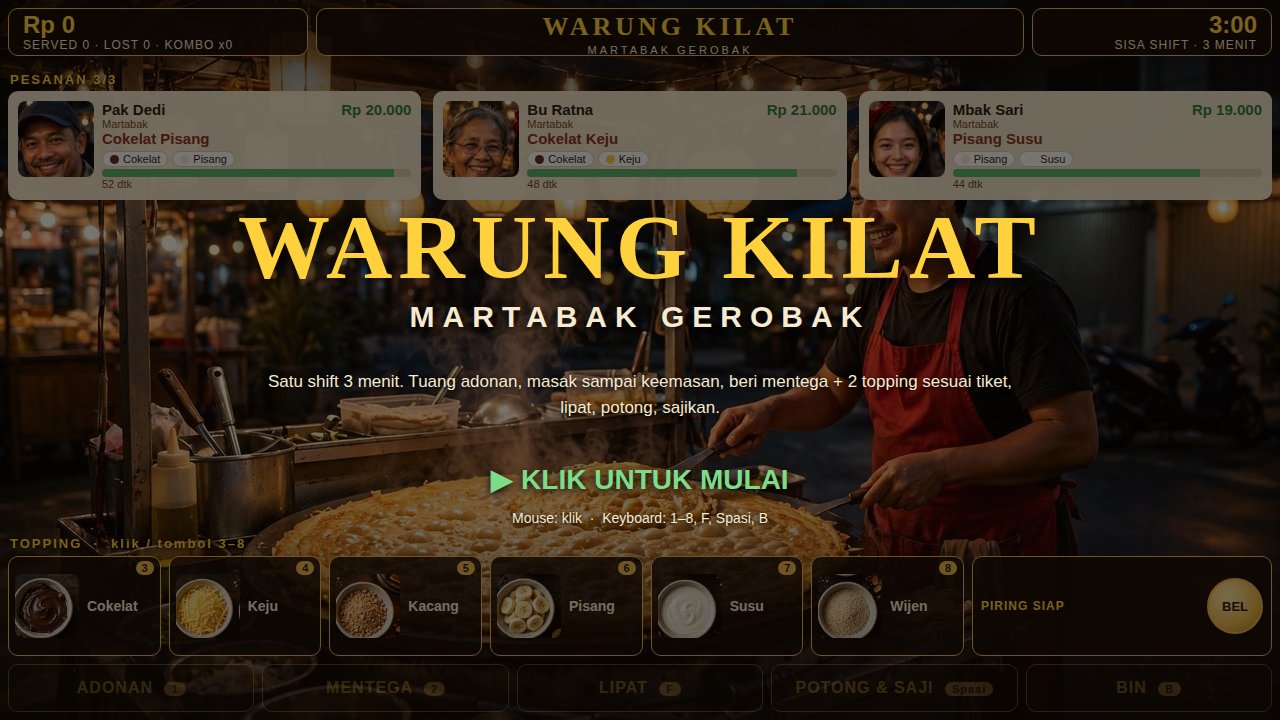 Rp 0
SERVED 0 · LOST 0 · KOMBO x0
WARUNG KILAT
MARTABAK GEROBAK
3:00
SISA SHIFT · 3 MENIT
PESANAN 3/3
Pak Dedi
Rp 20.000
Martabak
Cokelat Pisang
Cokelat
Pisang
52 dtk
Bu Ratna
Rp 21.000
Martabak
Cokelat Keju
Cokelat
Keju
48 dtk
Mbak Sari
Rp 19.000
Martabak
Pisang Susu
Pisang
Susu
44 dtk
WARUNG KILAT
MARTABAK GEROBAK
Satu shift 3 menit. Tuang adonan, masak sampai keemasan, beri mentega + 2 topping sesuai tiket,
lipat, potong, sajikan.
▶ KLIK UNTUK MULAI
Mouse: klik · Keyboard: 1–8, F, Spasi, B
TOPPING · klik / tombol 3–8
3
Cokelat
4
Keju
5
Kacang
6
Pisang
7
Susu
8
Wijen
PIRING SIAP
BEL
ADONAN 1
MENTEGA 2
LIPAT F
POTONG & SAJI Spasi
BIN B